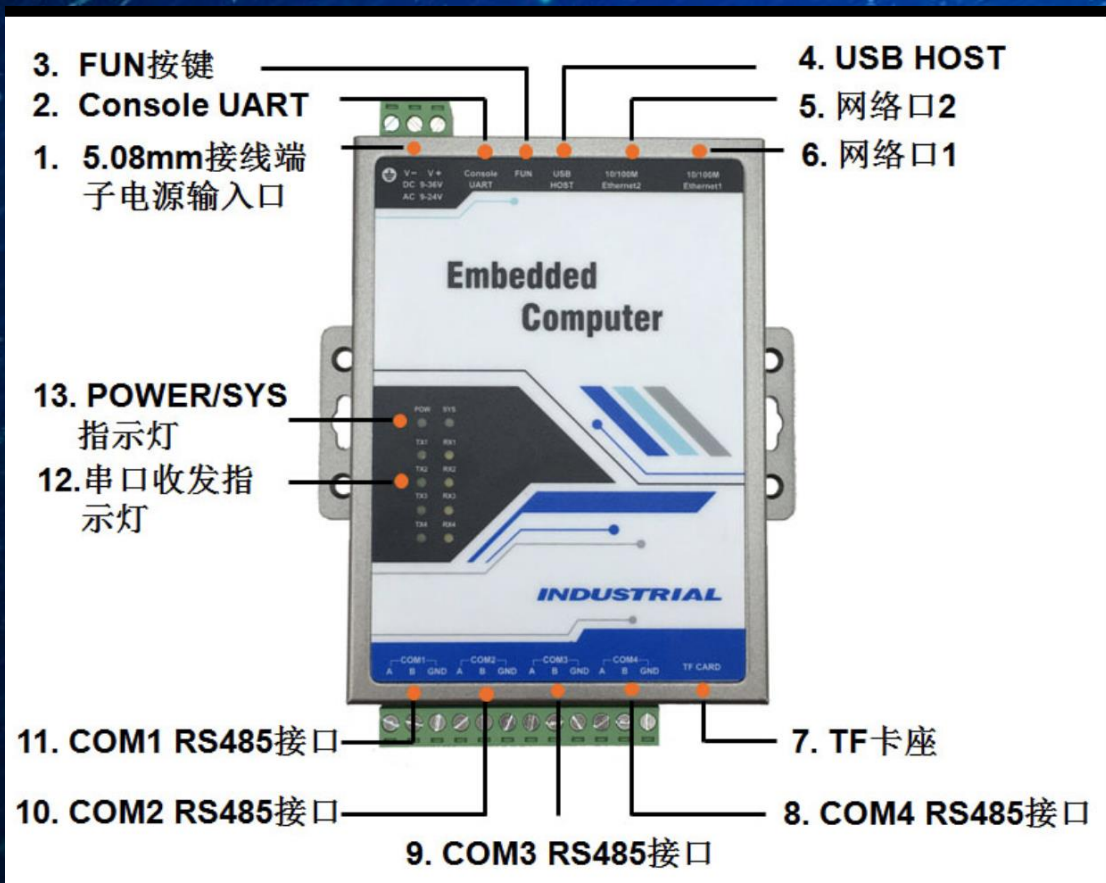 3. FUN按键
2. Console UART
1. 5.08mm接线端
子电源输入口
4. USB HOST
5. 网络口2
6. 网络口1
V- V+
DC 9-36V
AC 9-24V
Console
UART
FUN
USB
HOST
10/100M
Ethernet2
10/100M
Ethernet1
Embedded
Computer
13. POWER/SYS
指示灯
12.串口收发指
示灯
POW SYS
TX1 RX1
TX2 RX2
TX3 RX3
TX4 RX4
INDUSTRIAL
COM1 COM2 COM3 COM4
A B GND A B GND A B GND A B GND
TF CARD
11. COM1 RS485接口
10. COM2 RS485接口
9. COM3 RS485接口
7. TF卡座
8. COM4 RS485接口